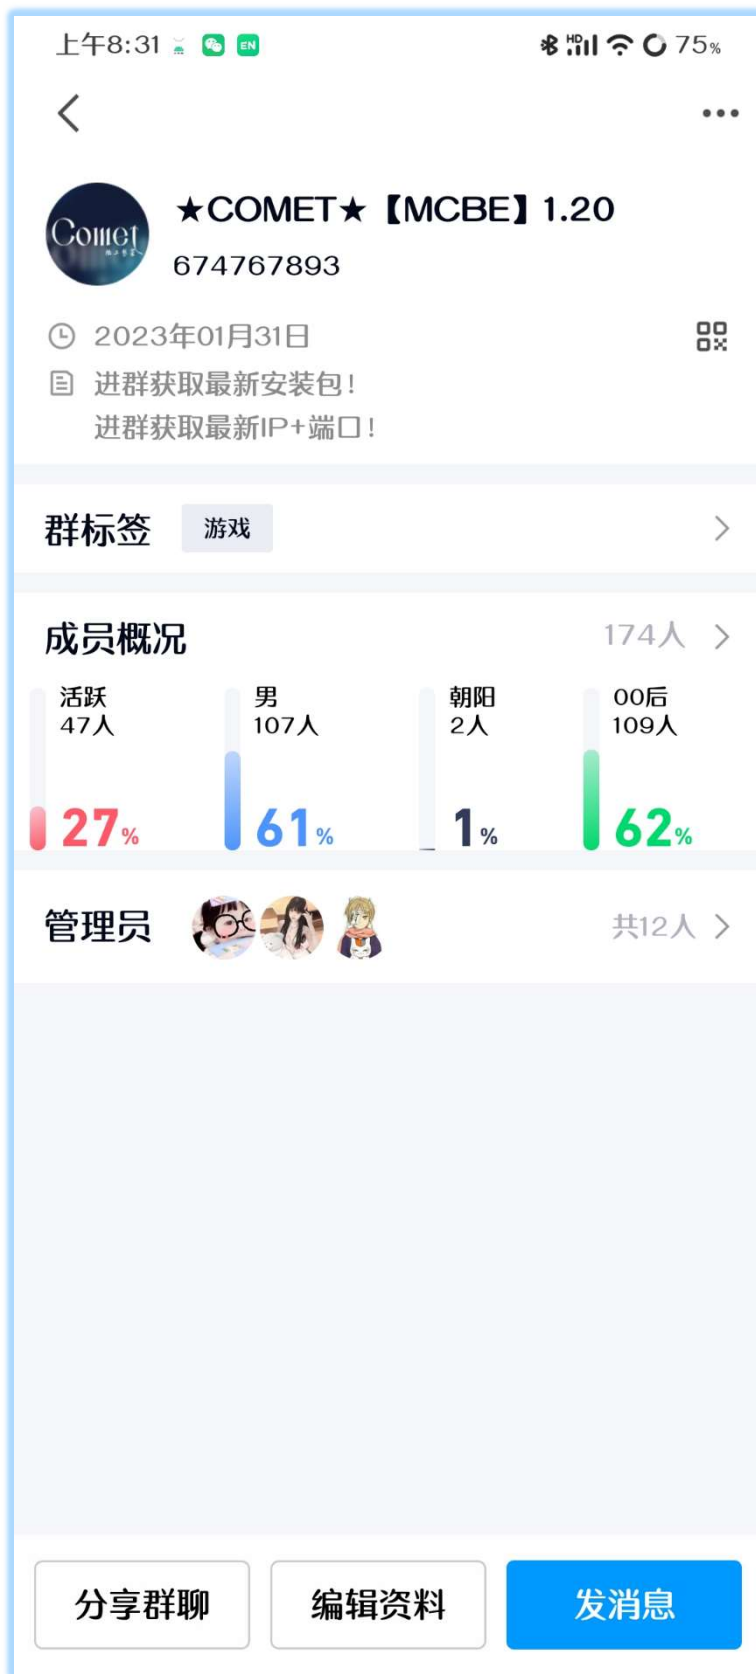 上午8:31 EN HD 75%
Comet
★COMET★【MCBE】1.20
674767893
2023年01月31日
进群获取最新安装包！
进群获取最新IP+端口！
群标签 游戏
成员概况 174人
活跃 男 朝阳 00后
47人 107人 2人 109人
27% 61% 1% 62%
管理员 共12人
分享群聊 编辑资料 发消息